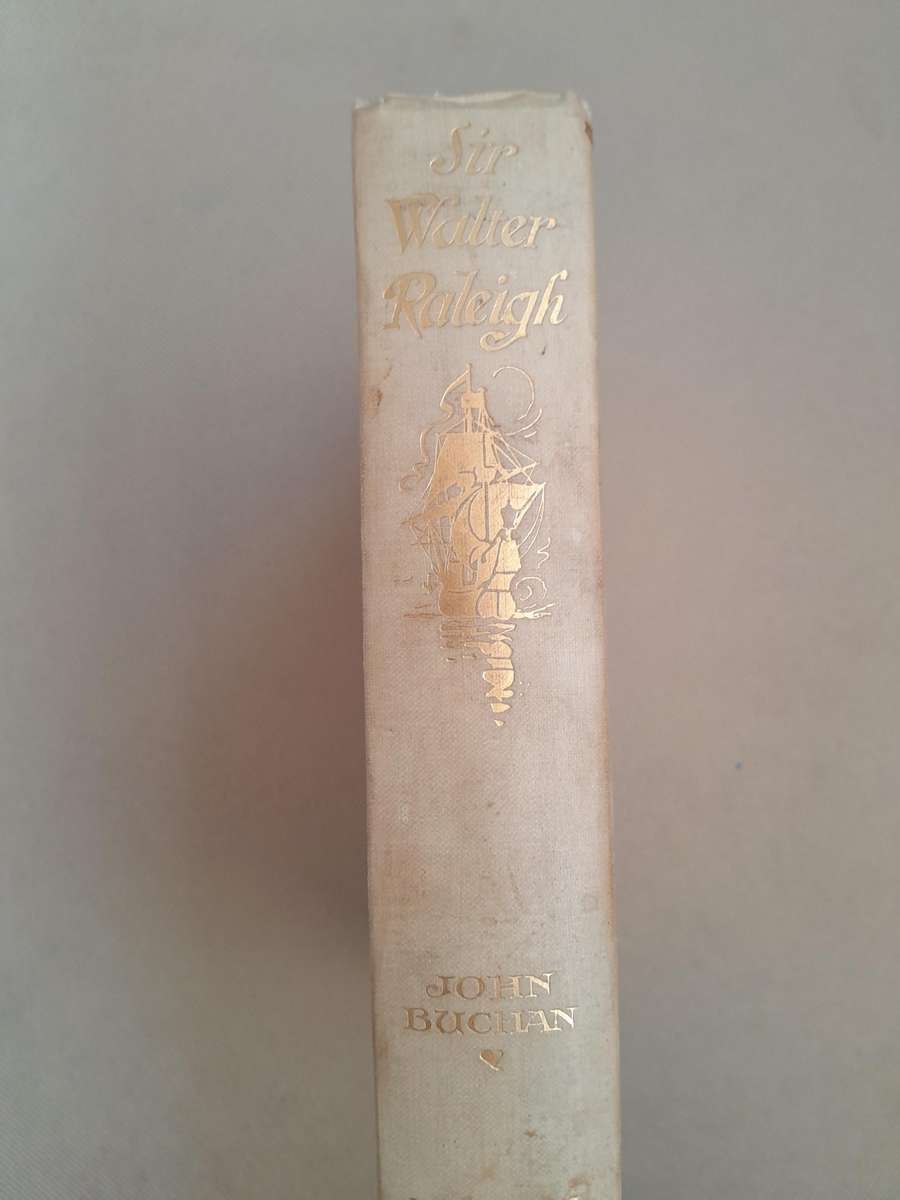 Sir
Walter
Raleigh
JOHN
BUCHAN